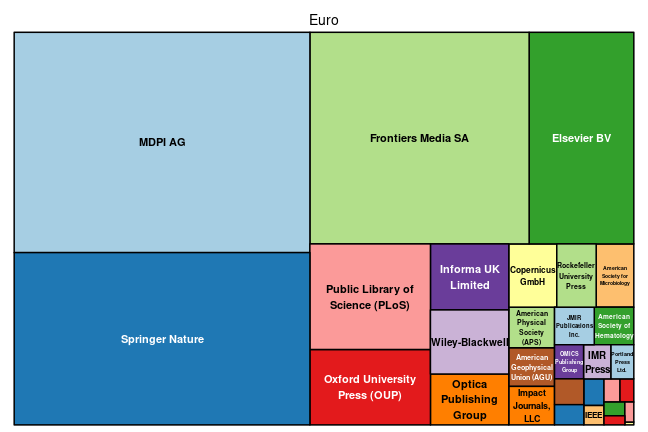 Euro
MDPI AG
Frontiers Media SA
Elsevier BV
Springer Nature
Public Library of
Science (PLoS)
Oxford University
Press (OUP)
Informa UK
Limited
Wiley-Blackwell
Optica
Publishing
Group
Copernicus
GmbH
Rockefeller
University
Press
American
Society for
Microbiology
American
Physical
Society
(APS)
JMIR
Publications
Inc.
American
Society of
Hematology
American
Geophysical
Union (AGU)
OMICS
Publishing
Group
IMR
Press
Portland
Press
Ltd.
Impact
Journals,
LLC
IEEE